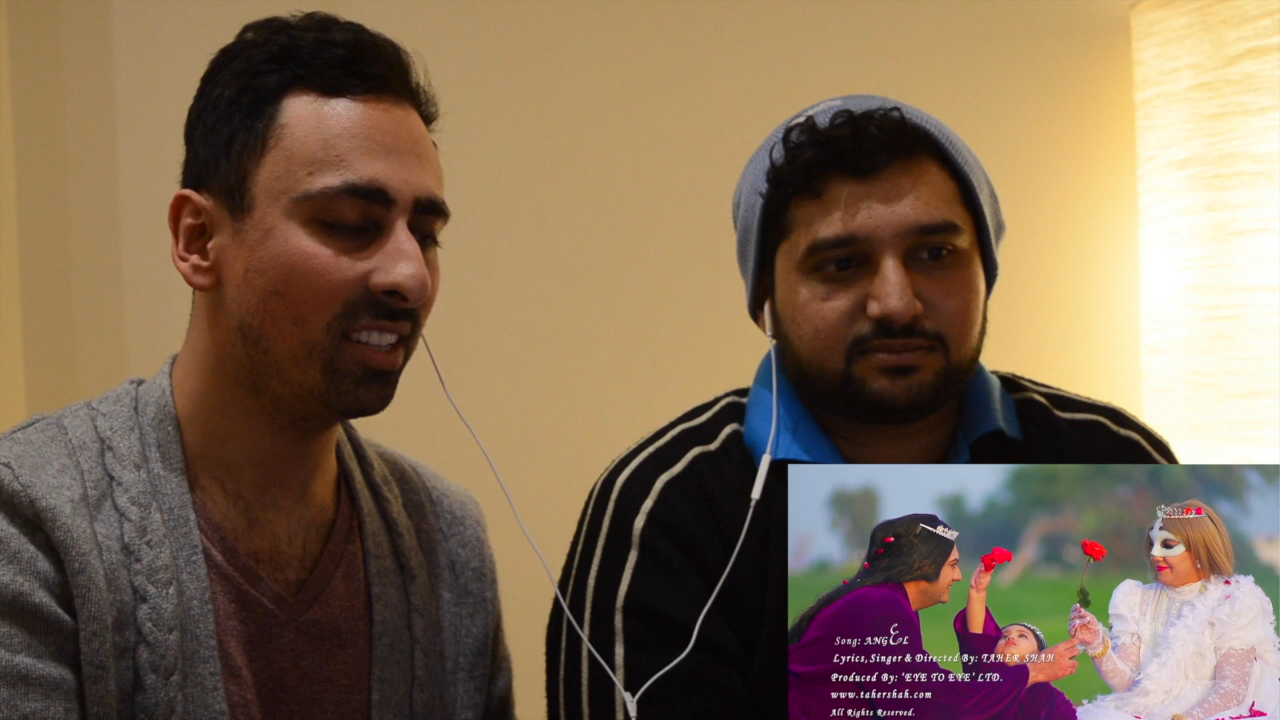 Song: ANGEL
Lyrics, Singer & Directed By: TAHER SHAH
Produced By: 'EYE TO EYE' LTD.
www.tahershah.com
All Rights Reserved.